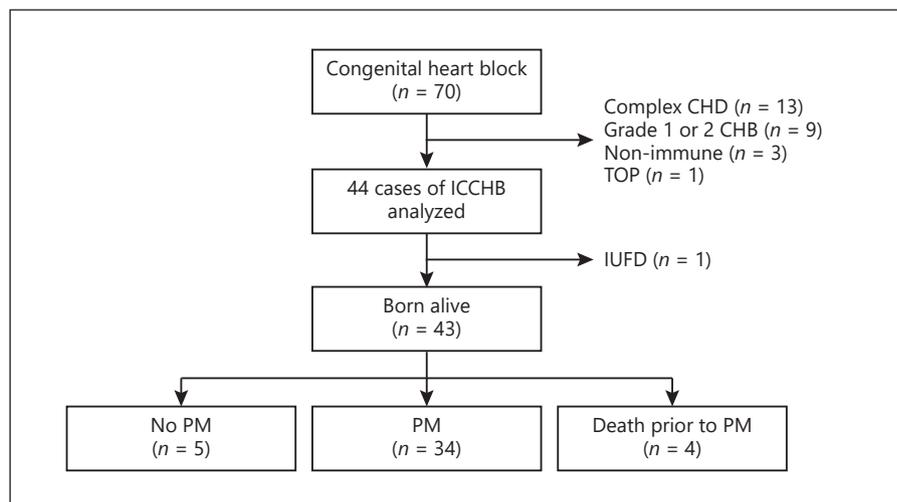 Congenital heart block
(n = 70)
Complex CHD (n = 13)
Grade 1 or 2 CHB (n = 9)
Non-immune (n = 3)
TOP (n = 1)
44 cases of ICCHB
analyzed
IUFD (n = 1)
Born alive
(n = 43)
No PM
(n = 5)
PM
(n = 34)
Death prior to PM
(n = 4)